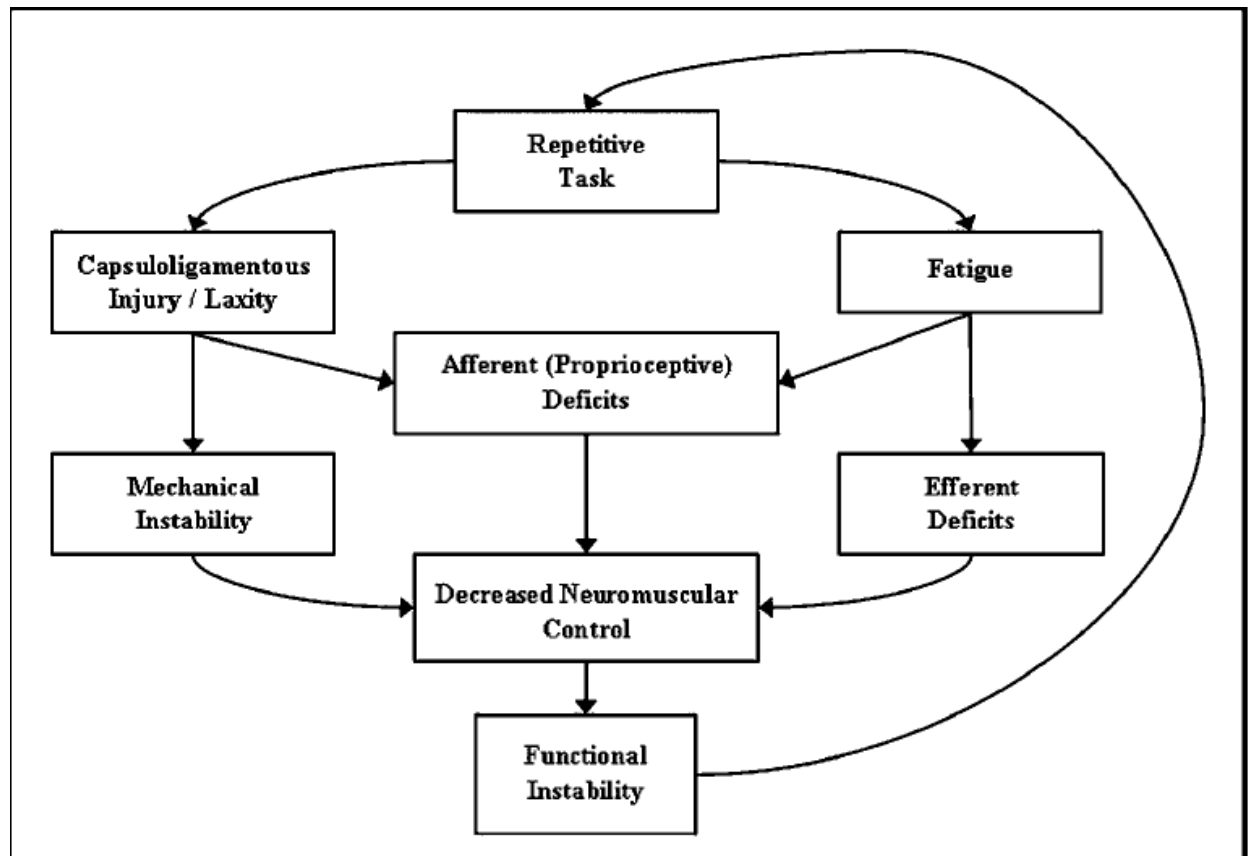 Repetitive
Task
Capsuloligamentous
Injury / Laxity
Fatigue
Afferent (Proprioceptive)
Deficits
Mechanical
Instability
Efferent
Deficits
Decreased Neuromuscular
Control
Functional
Instability